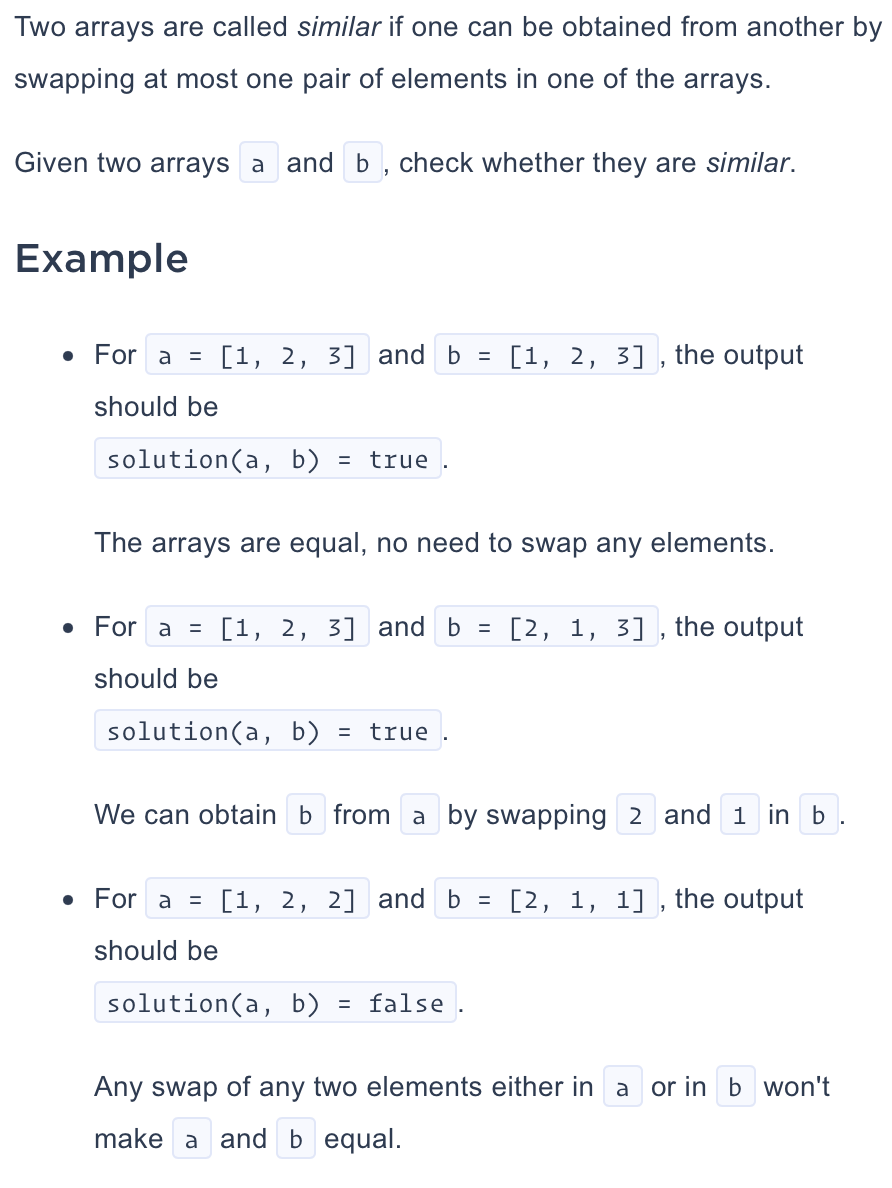 Two arrays are called similar if one can be obtained from another by
swapping at most one pair of elements in one of the arrays.
Given two arrays a and b, check whether they are similar.
Example
• For a = [1, 2, 3] and b = [1, 2, 3], the output
should be
solution(a, b) = true.
The arrays are equal, no need to swap any elements.
• For a = [1, 2, 3] and b = [2, 1, 3], the output
should be
solution(a, b) = true.
We can obtain b from a by swapping 2 and 1 in b.
• For a = [1, 2, 2] and b = [2, 1, 1], the output
should be
solution(a, b) = false.
Any swap of any two elements either in a or in b won't
make a and b equal.